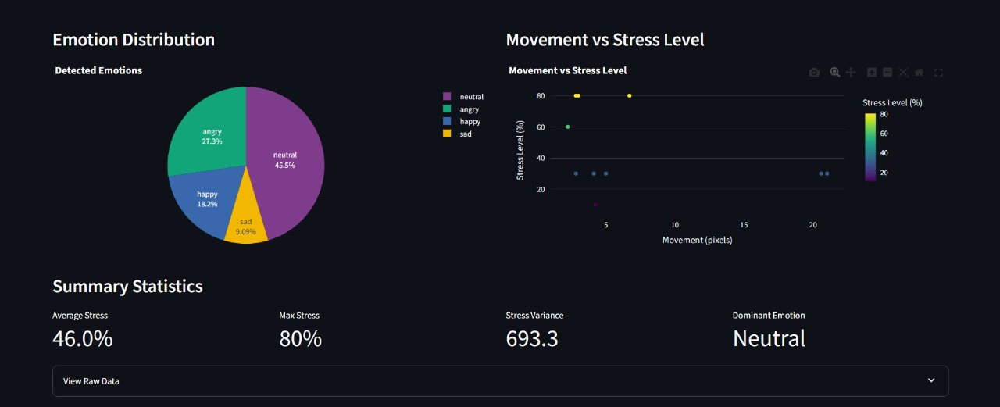 Emotion Distribution
Detected Emotions
angry
27.3%
neutral
45.5%
happy
18.2%
sad
9.09%
neutral
angry
happy
sad
Movement vs Stress Level
Movement vs Stress Level
Stress Level (%)
80
60
40
20
5 10 15 20
Movement (pixels)
Stress Level (%)
80
60
40
20
Summary Statistics
Average Stress
46.0%
Max Stress
80%
Stress Variance
693.3
Dominant Emotion
Neutral
View Raw Data